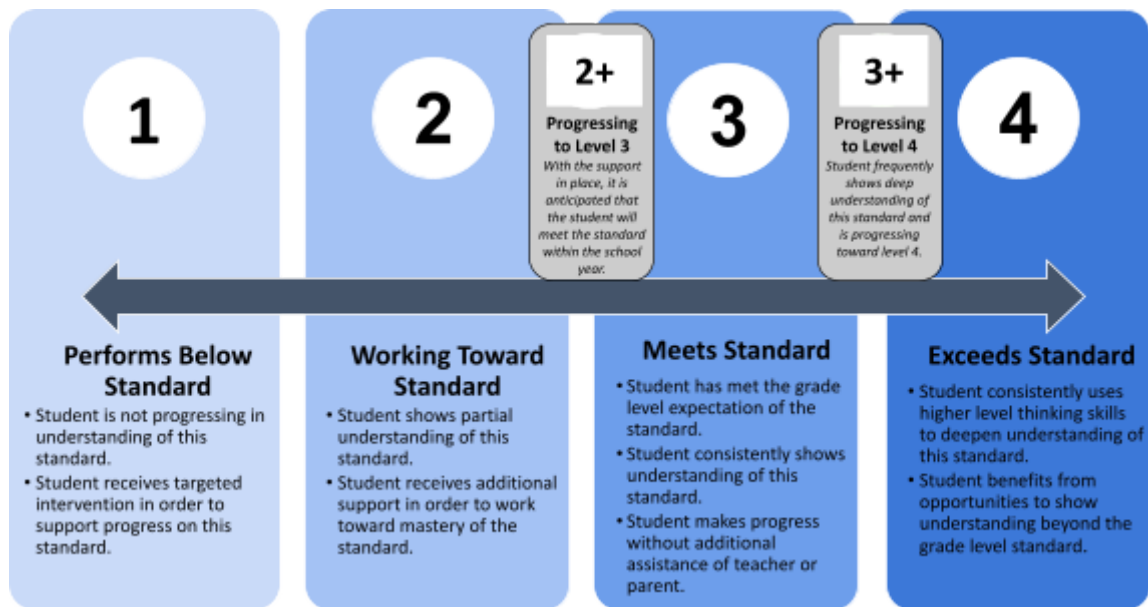 1
Performs Below
Standard
• Student is not progressing in
understanding of this
standard.
• Student receives targeted
intervention in order to
support progress on this
standard.
2
Working Toward
Standard
• Student shows partial
understanding of this
standard.
• Student receives additional
support in order to work
toward mastery of the
standard.
2+
Progressing
to Level 3
With the support
in place, it is
anticipated that
the student will
meet the standard
within the school
year.
3
Meets Standard
• Student has met the grade
level expectation of the
standard.
• Student consistently shows
understanding of this
standard.
• Student makes progress
without additional
assistance of teacher or
parent.
3+
Progressing
to Level 4
Student frequently
shows deep
understanding of
this standard and
is progressing
toward level 4.
4
Exceeds Standard
• Student consistently uses
higher level thinking skills
to deepen understanding of
this standard.
• Student benefits from
opportunities to show
understanding beyond the
grade level standard.